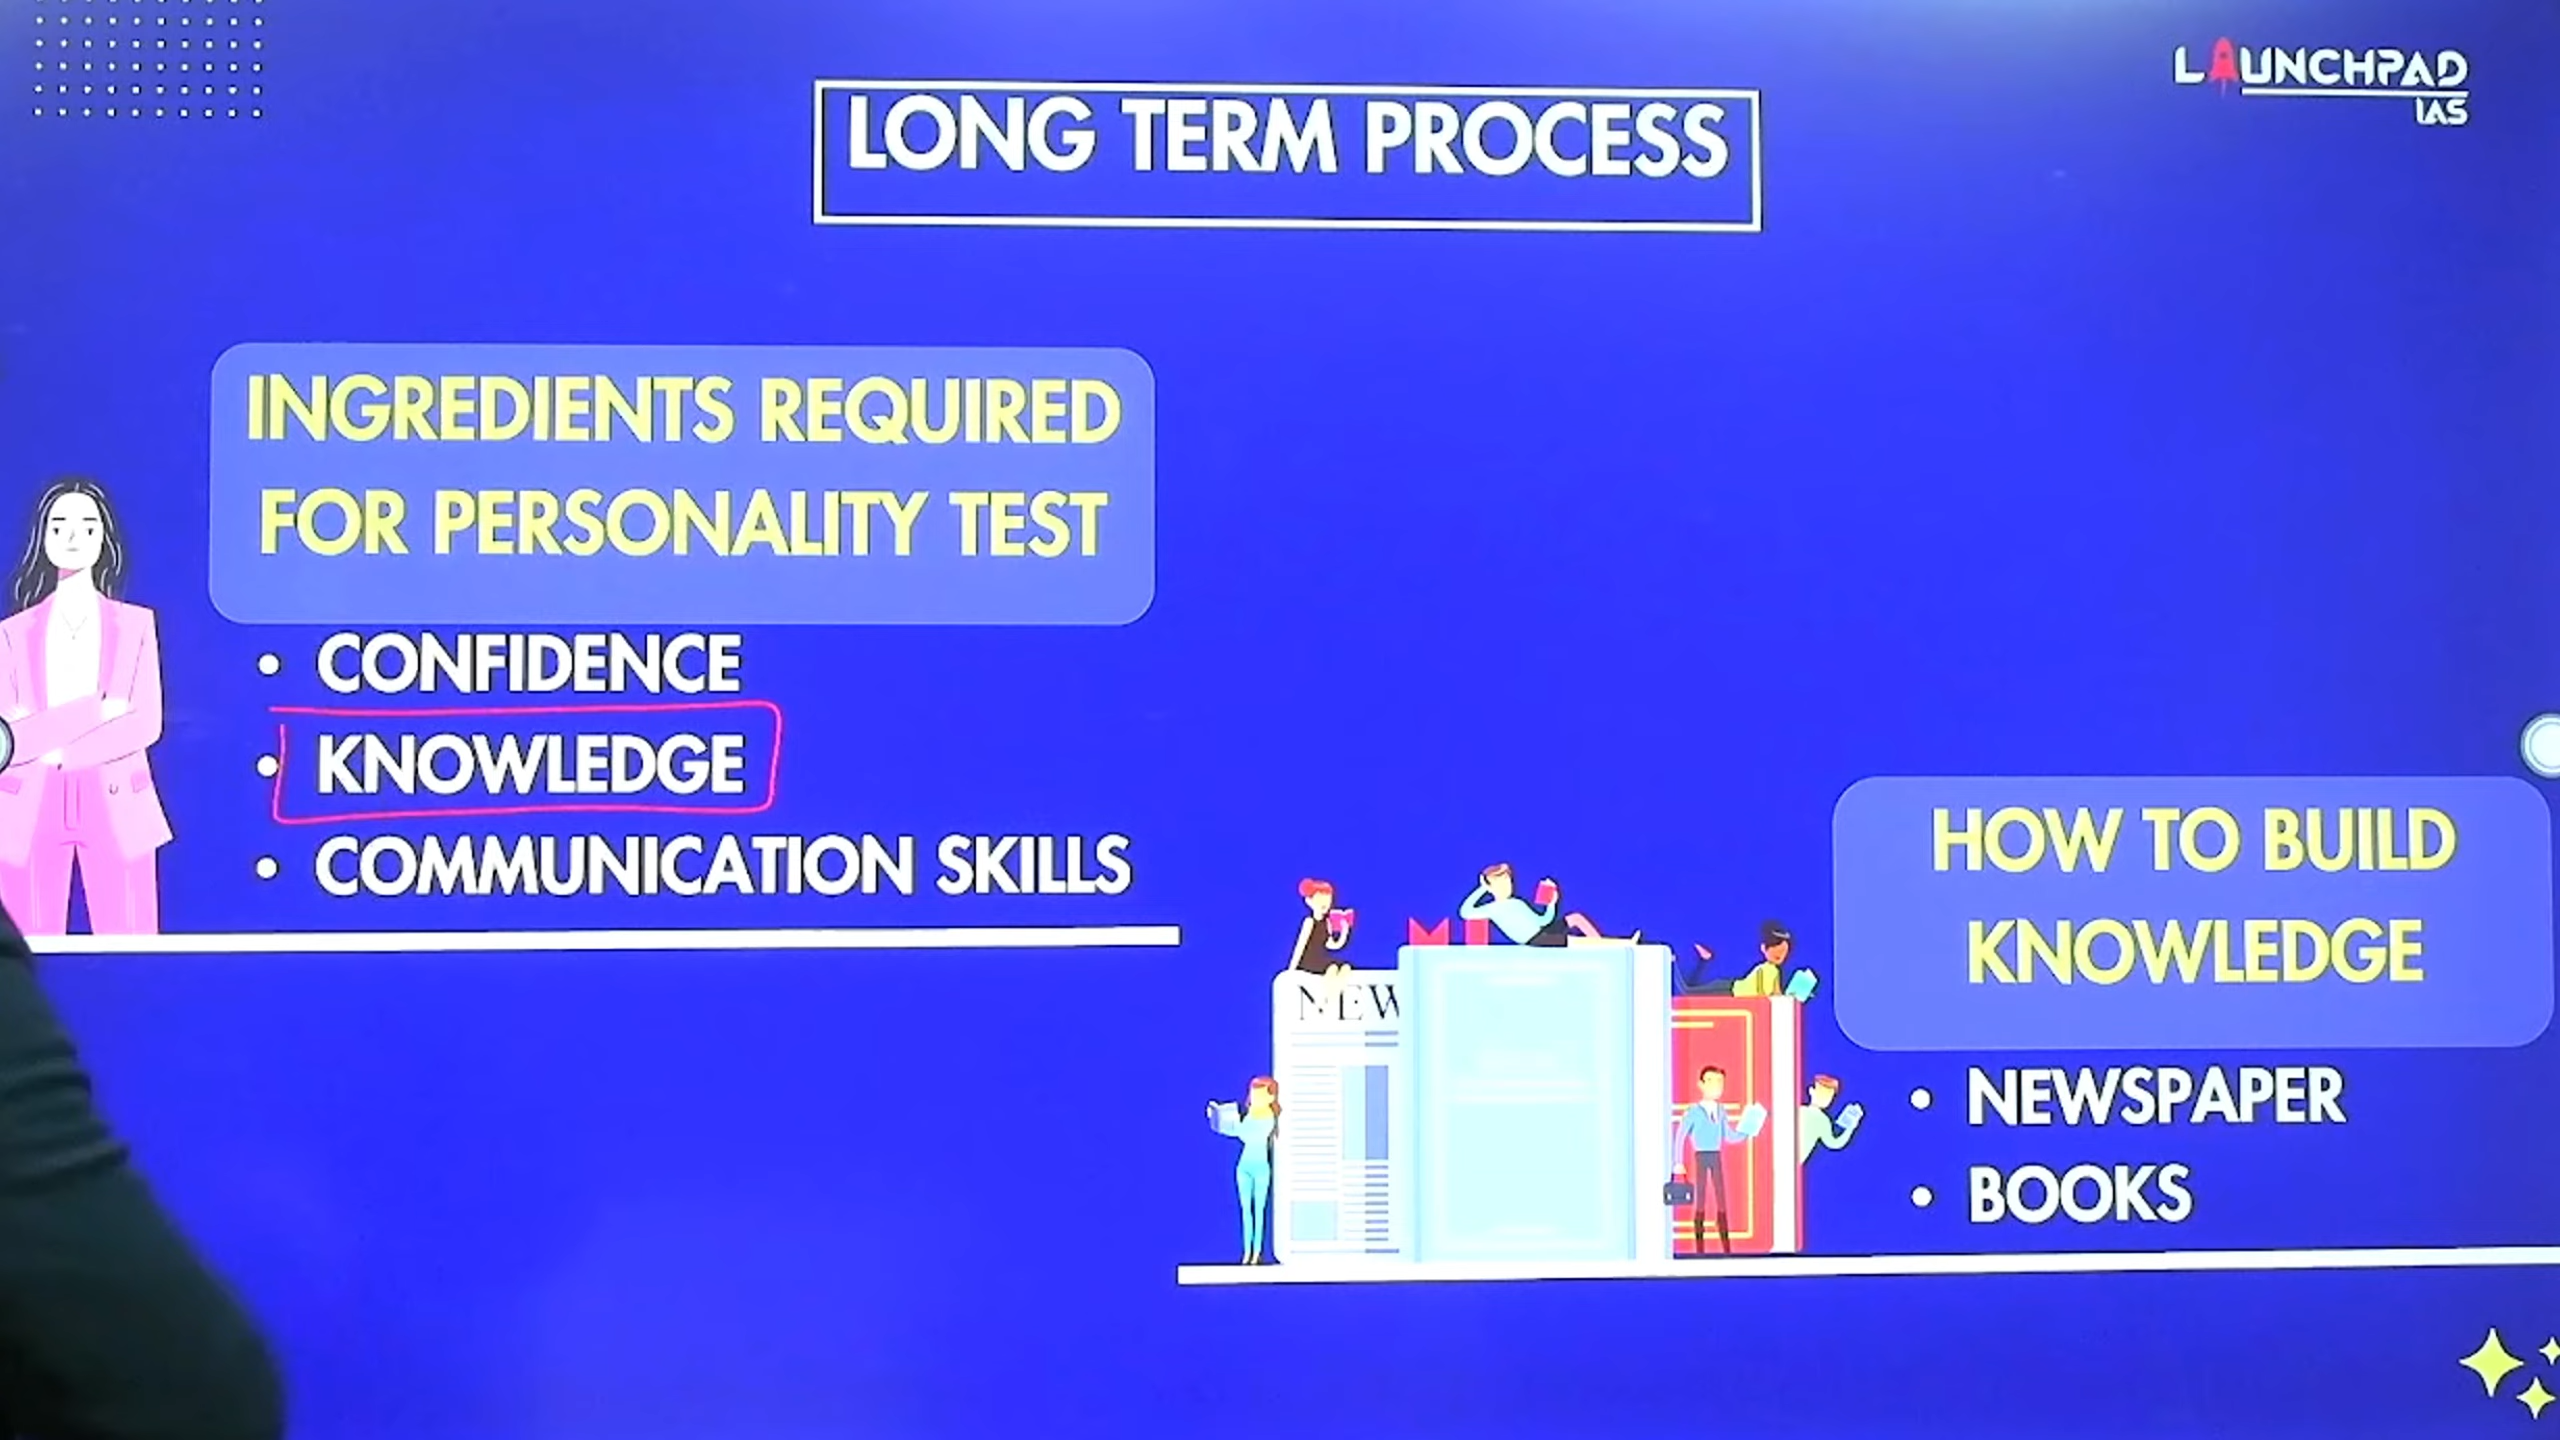 LAUNCHPAD
IAS
LONG TERM PROCESS
INGREDIENTS REQUIRED
FOR PERSONALITY TEST
• CONFIDENCE
• KNOWLEDGE
• COMMUNICATION SKILLS
HOW TO BUILD
KNOWLEDGE
• NEWSPAPER
• BOOKS
NEW